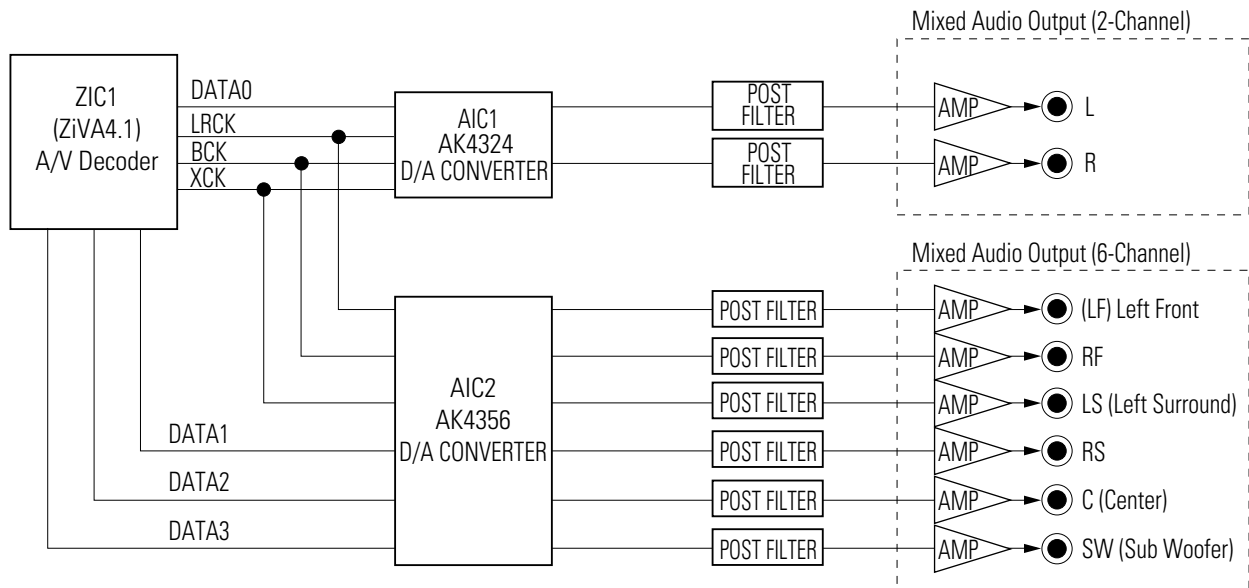 Mixed Audio Output (2-Channel)
ZIC1
(ZiVA4.1)
A/V Decoder
DATA0
LRCK
BCK
XCK
AIC1
AK4324
D/A CONVERTER
POST
FILTER
AMP
L
POST
FILTER
AMP
R
Mixed Audio Output (6-Channel)
AIC2
AK4356
D/A CONVERTER
DATA1
DATA2
DATA3
POST FILTER
AMP
(LF) Left Front
POST FILTER
AMP
RF
POST FILTER
AMP
LS (Left Surround)
POST FILTER
AMP
RS
POST FILTER
AMP
C (Center)
POST FILTER
AMP
SW (Sub Woofer)